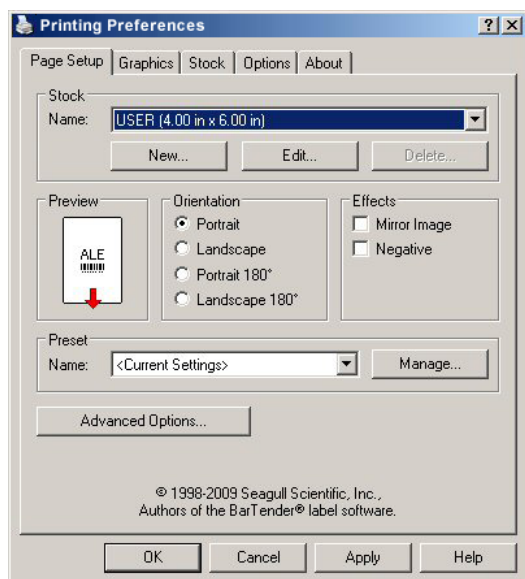 Printing Preferences
Page Setup Graphics Stock Options About
Stock
Name: USER (4.00 in x 6.00 in)
New... Edit... Delete...
Preview Orientation Effects
Portrait Mirror Image
Landscape Negative
ALE
Portrait 180°
Landscape 180°
Preset
Name: <Current Settings> Manage...
Advanced Options...
© 1998-2009 Seagull Scientific, Inc.,
Authors of the BarTender® label software.
OK Cancel Apply Help